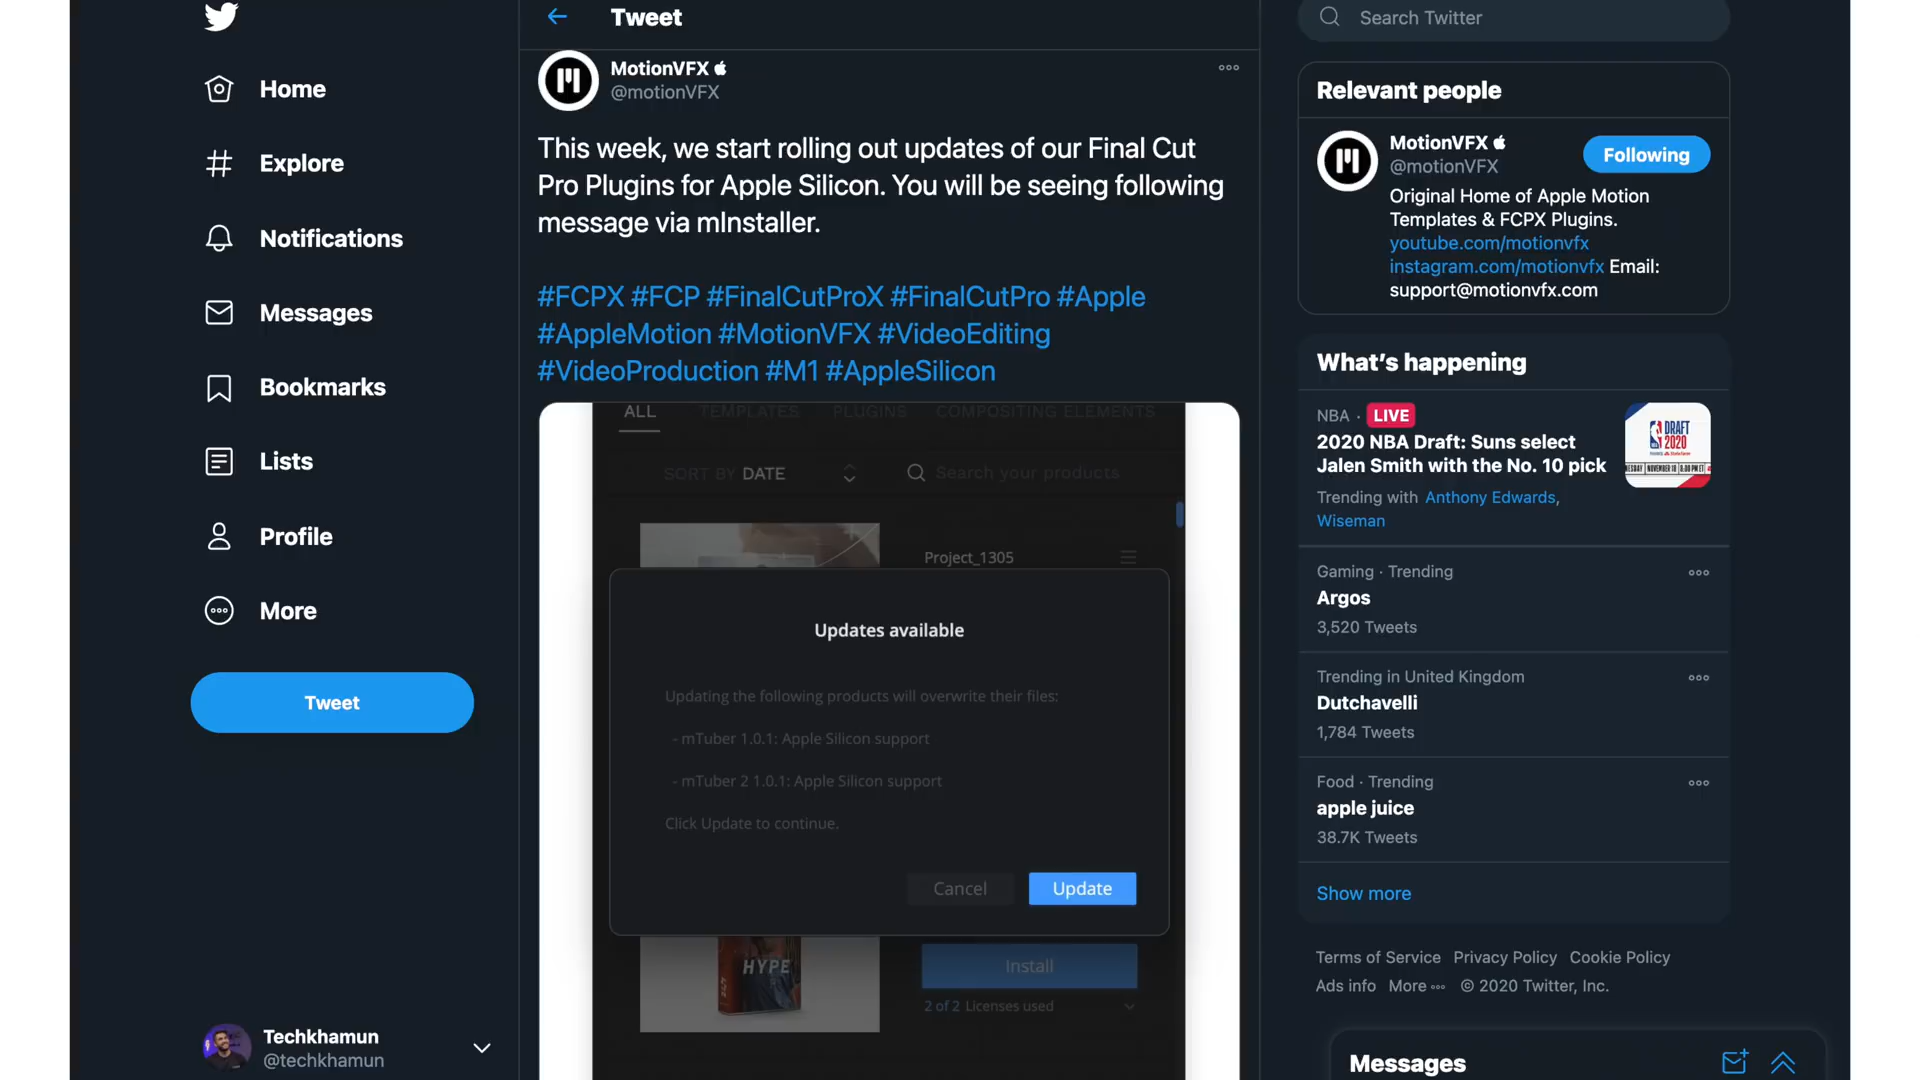 Home
Explore
Notifications
Messages
Bookmarks
Lists
Profile
More
Tweet
Techkhamun
@techkhamun
Tweet
MotionVFX
@motionVFX
This week, we start rolling out updates of our Final Cut
Pro Plugins for Apple Silicon. You will be seeing following
message via mInstaller.
#FCPX #FCP #FinalCutProX #FinalCutPro #Apple
#AppleMotion #MotionVFX #VideoEditing
#VideoProduction #M1 #AppleSilicon
ALL TEMPLATES PLUGINS COMPOSITING ELEMENTS
SORT BY DATE Search your products
Project_1305
Updates available
Updating the following products will overwrite their files:
- mTuber 1.0.1: Apple Silicon support
- mTuber 2 1.0.1: Apple Silicon support
Click Update to continue.
Cancel Update
HYPE
Install
2 of 2 Licenses used
Search Twitter
Relevant people
MotionVFX
@motionVFX
Following
Original Home of Apple Motion
Templates & FCPX Plugins.
youtube.com/motionvfx
instagram.com/motionvfx Email:
support@motionvfx.com
What's happening
NBA · LIVE
2020 NBA Draft: Suns select
Jalen Smith with the No. 10 pick
Trending with Anthony Edwards,
Wiseman
DRAFT
2020
Gaming · Trending
Argos
3,520 Tweets
Trending in United Kingdom
Dutchavelli
1,784 Tweets
Food · Trending
apple juice
38.7K Tweets
Show more
Terms of Service Privacy Policy Cookie Policy
Ads info More © 2020 Twitter, Inc.
Messages